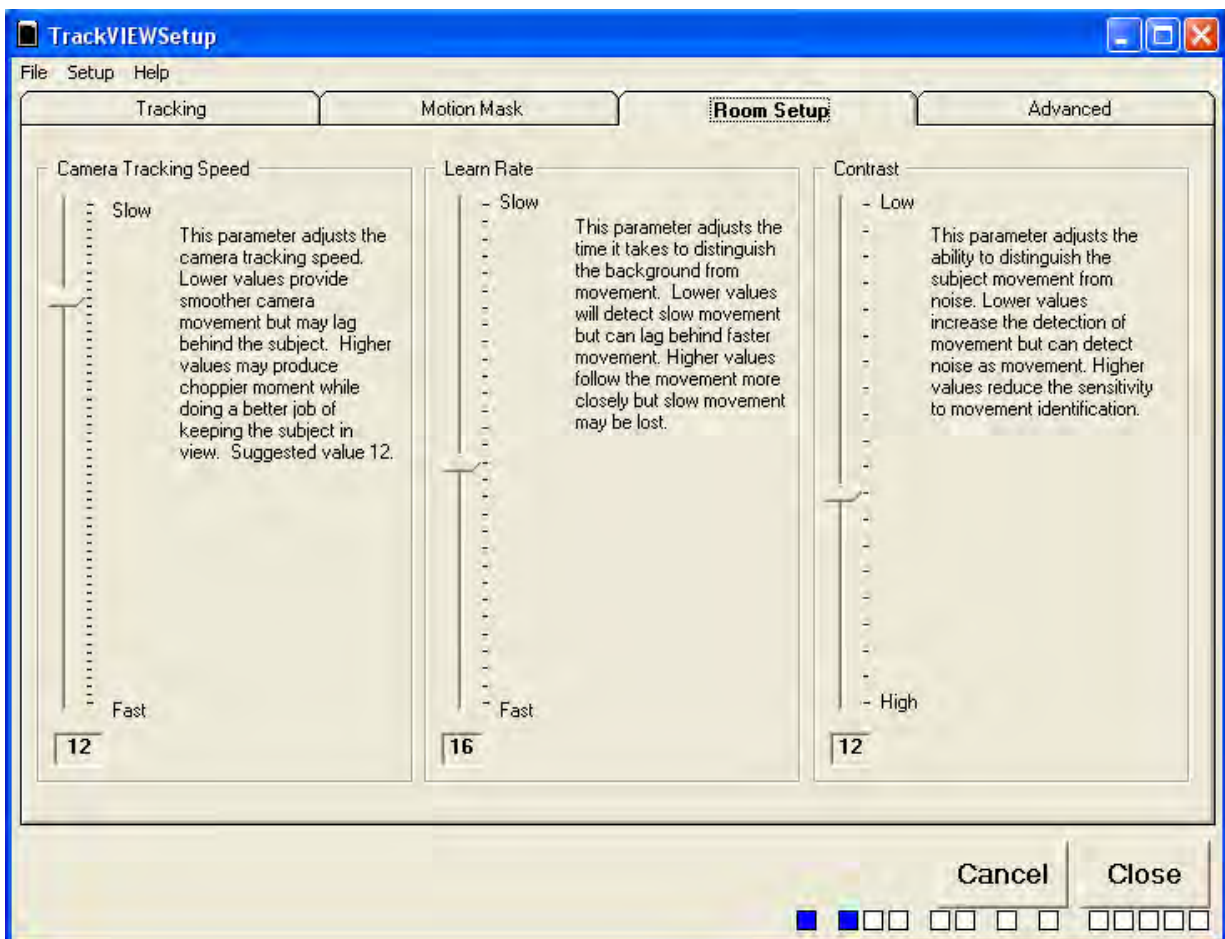 TrackVIEWSetup
File Setup Help
Tracking
Motion Mask
Room Setup
Advanced
Camera Tracking Speed
Slow
This parameter adjusts the
camera tracking speed.
Lower values provide
smoother camera
movement but may lag
behind the subject. Higher
values may produce
choppier moment while
doing a better job of
keeping the subject in
view. Suggested value 12.
Fast
12
Learn Rate
Slow
This parameter adjusts the
time it takes to distinguish
the background from
movement. Lower values
will detect slow movement
but can lag behind faster
movement. Higher values
follow the movement more
closely but slow movement
may be lost.
Fast
16
Contrast
Low
This parameter adjusts the
ability to distinguish the
subject movement from
noise. Lower values
increase the detection of
movement but can detect
noise as movement. Higher
values reduce the sensitivity
to movement identification.
High
12
Cancel
Close